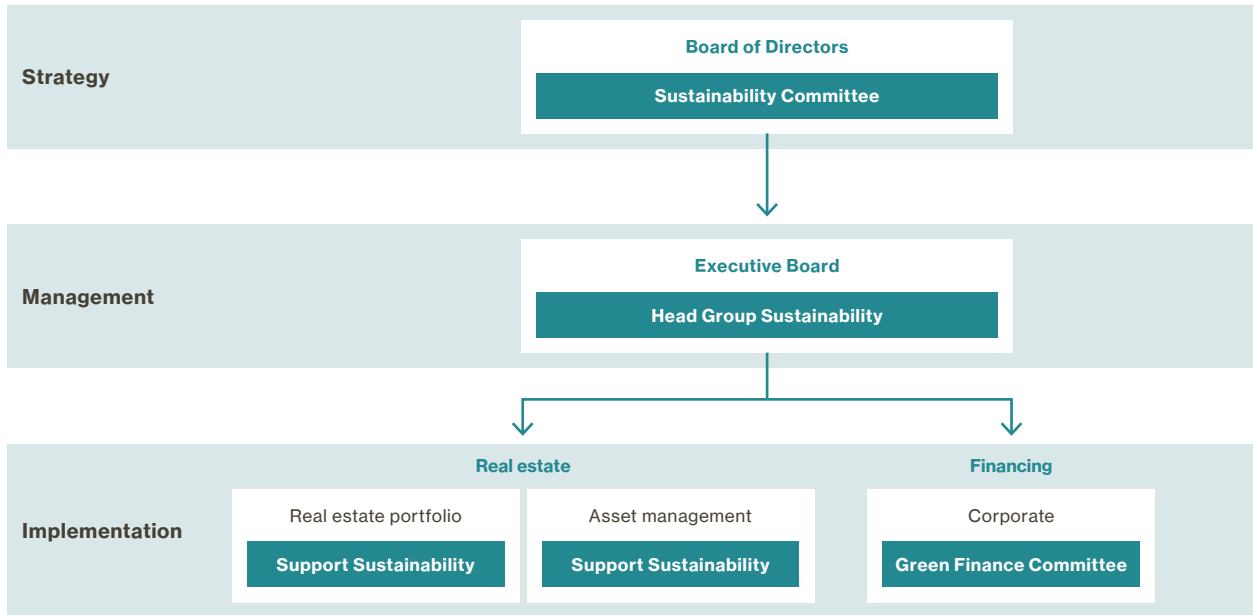 Strategy
Board of Directors
Sustainability Committee
Management
Executive Board
Head Group Sustainability
Implementation
Real estate
Financing
Real estate portfolio
Asset management
Corporate
Support Sustainability
Support Sustainability
Green Finance Committee